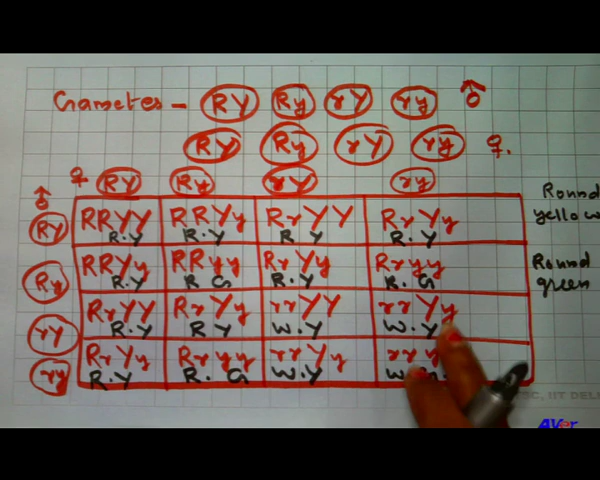 Gametes - RY Ry rY ry ♂
RY Ry rY ry ♀.
♀ RY Ry rY ry
♂
RY RRYY RRYy RrYY RrYy
R.Y R.Y R Y R.Y
Ry RRYy RRyy RrYy Rryy
R.Y R G R.Y R.G
rY RrYY RrYy rrYY rrYy
R.Y R Y W.Y W.Y
ry RrYy Rryy rrYy
R.Y R. G W.Y
Round
yellow
Round
green
AVer